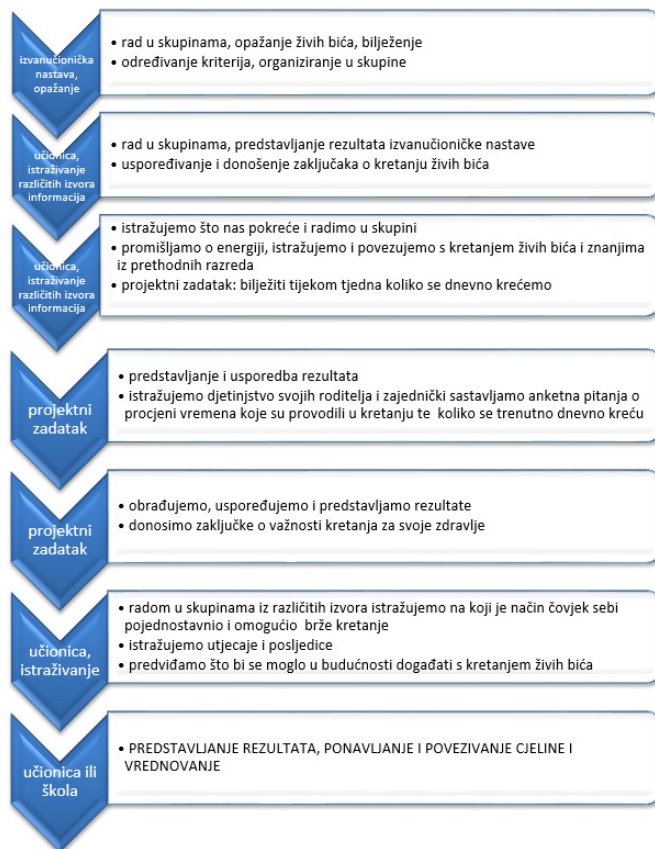 izvanučionička
nastava,
opažanje
• rad u skupinama, opažanje živih bića, bilježenje
• određivanje kriterija, organiziranje u skupine
učionica,
istraživanje
različitih izvora
informacija
• rad u skupinama, predstavljanje rezultata izvanučioničke nastave
• uspoređivanje i donošenje zaključaka o kretanju živih bića
učionica,
istraživanje
različitih izvora
informacija
• istražujemo što nas pokreće i radimo u skupini
• promišljamo o energiji, istražujemo i povezujemo s kretanjem živih bića i znanjima
iz prethodnih razreda
• projektni zadatak: bilježiti tijekom tjedna koliko se dnevno krećemo
projektni
zadatak
• predstavljanje i usporedba rezultata
• istražujemo djetinjstvo svojih roditelja i zajednički sastavljamo anketna pitanja o
procjeni vremena koje su provodili u kretanju te koliko se trenutno dnevno kreću
projektni
zadatak
• obrađujemo, uspoređujemo i predstavljamo rezultate
• donosimo zaključke o važnosti kretanja za svoje zdravlje
učionica,
istraživanje
• radom u skupinama iz različitih izvora istražujemo na koji je način čovjek sebi
pojednostavnio i omogućio brže kretanje
• istražujemo utjecaje i posljedice
• predviđamo što bi se moglo u budućnosti događati s kretanjem živih bića
učionica ili
škola
• PREDSTAVLJANJE REZULTATA, PONAVLJANJE I POVEZIVANJE CJELINE I
VREDNOVANJE